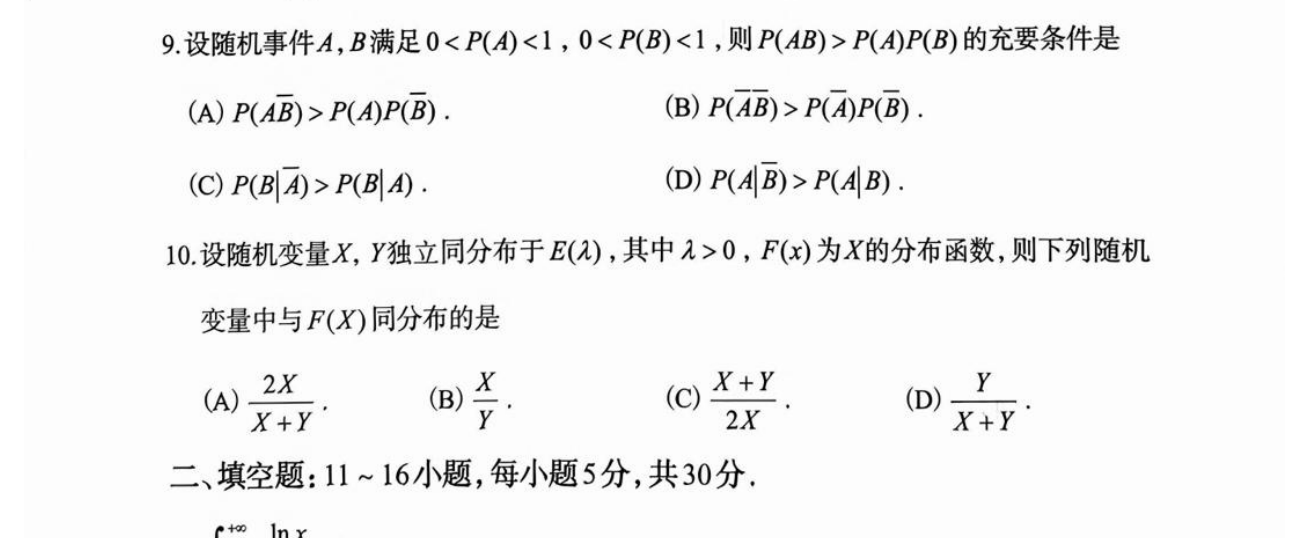 9.设随机事件A,B满足0<P(A)<1,0<P(B)<1,则P(AB)>P(A)P(B)的充要条件是
(A) P(AB̅)>P(A)P(B̅). (B) P(A̅B̅)>P(A̅)P(B̅).
(C) P(B|A̅)>P(B|A). (D) P(A|B̅)>P(A|B).
10.设随机变量X,Y独立同分布于E(λ),其中λ>0,F(x)为X的分布函数,则下列随机
变量中与F(X)同分布的是
(A) 2X/(X+Y). (B) X/Y. (C) (X+Y)/2X. (D) Y/(X+Y).
二、填空题:11~16小题,每小题5分,共30分.